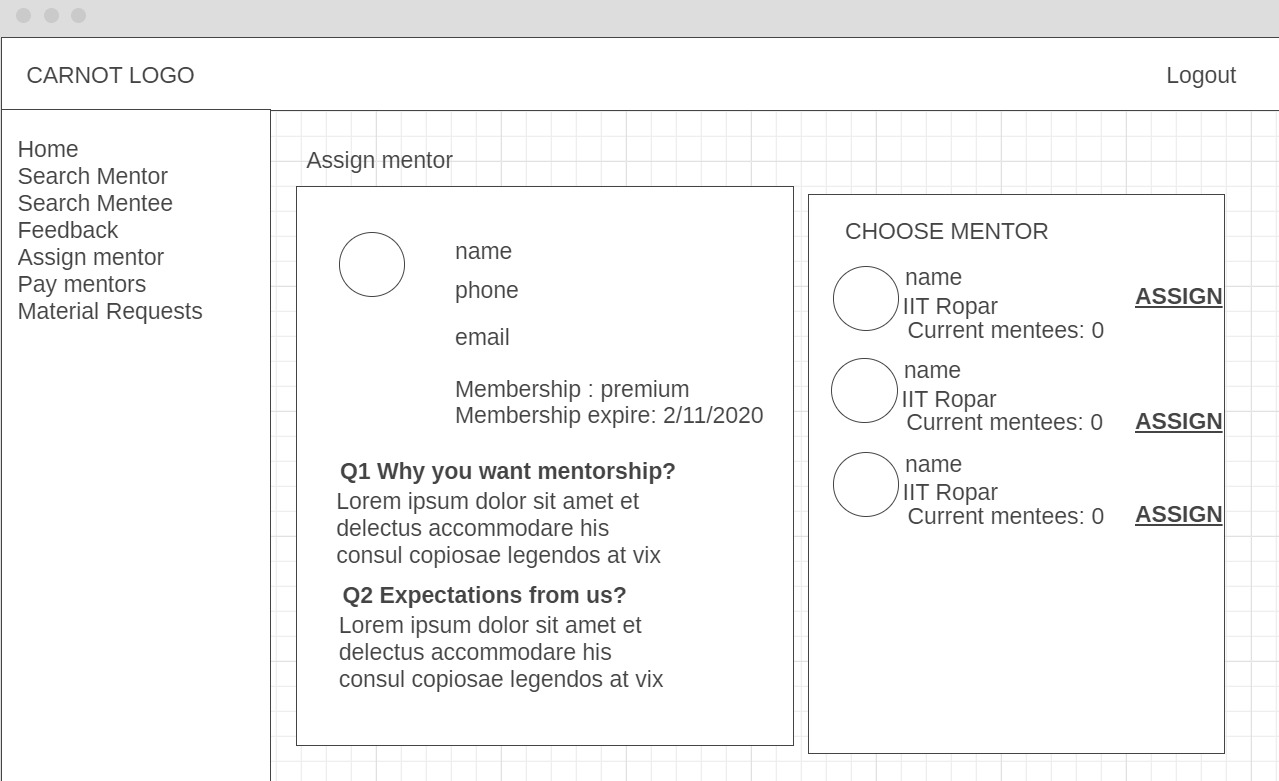 CARNOT LOGO
Logout
Home
Search Mentor
Search Mentee
Feedback
Assign mentor
Pay mentors
Material Requests
Assign mentor
name
phone
email
Membership : premium
Membership expire: 2/11/2020
Q1 Why you want mentorship?
Lorem ipsum dolor sit amet et
delectus accommodare his
consul copiosae legendos at vix
Q2 Expectations from us?
Lorem ipsum dolor sit amet et
delectus accommodare his
consul copiosae legendos at vix
CHOOSE MENTOR
name
IIT Ropar
Current mentees: 0
ASSIGN
name
IIT Ropar
Current mentees: 0
ASSIGN
name
IIT Ropar
Current mentees: 0
ASSIGN